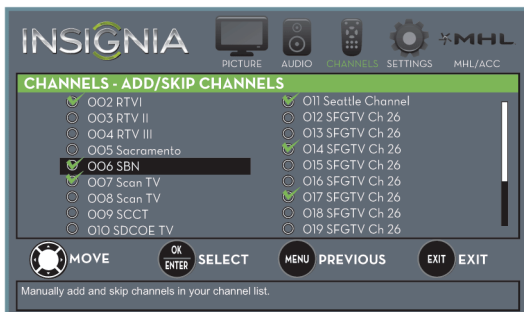 INSIGNIA
PICTURE AUDIO CHANNELS SETTINGS MHL MHL/ACC
CHANNELS - ADD/SKIP CHANNELS
002 RTVI
003 RTV II
004 RTV III
005 Sacramento
006 SBN
007 Scan TV
008 Scan TV
009 SCCT
010 SDCOE TV
011 Seattle Channel
012 SFGTV Ch 26
013 SFGTV Ch 26
014 SFGTV Ch 26
015 SFGTV Ch 26
016 SFGTV Ch 26
017 SFGTV Ch 26
018 SFGTV Ch 26
019 SFGTV Ch 26
MOVE OK ENTER SELECT MENU PREVIOUS EXIT EXIT
Manually add and skip channels in your channel list.